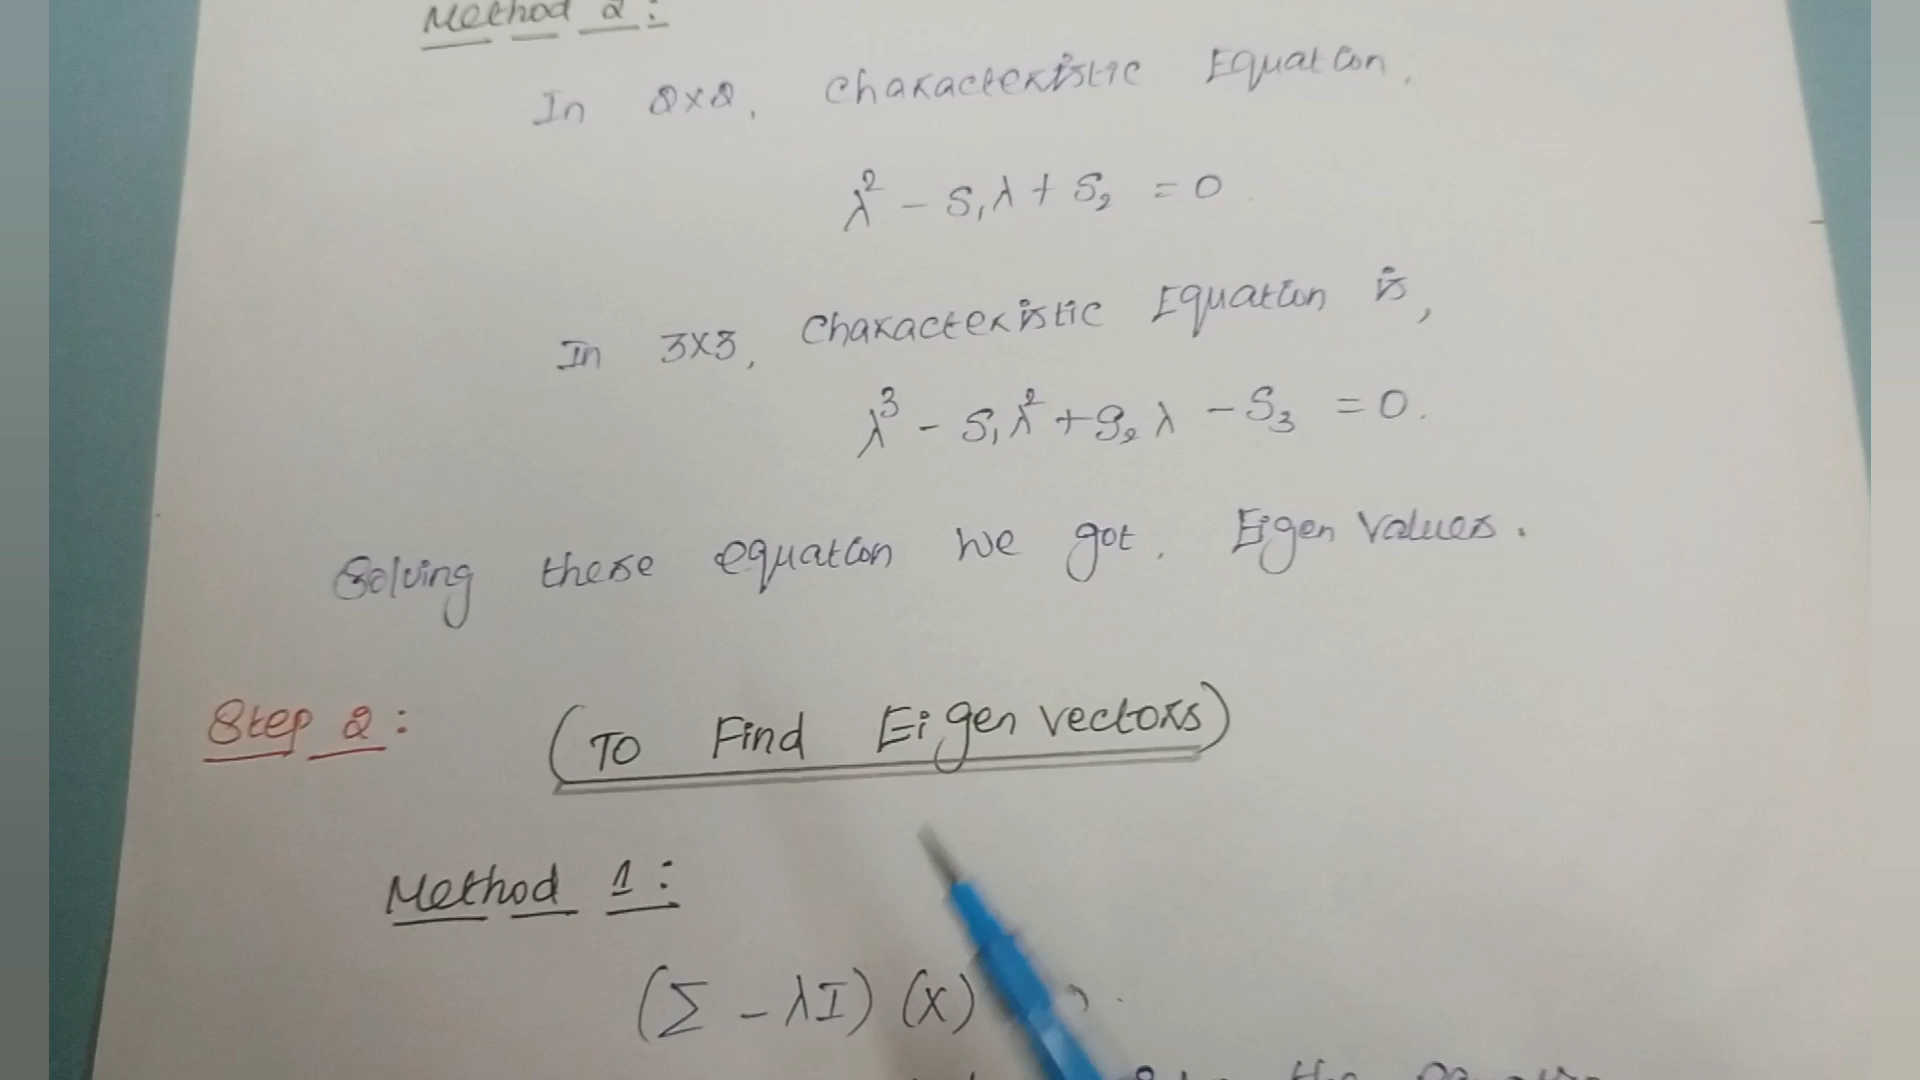 Method 2:
In 2×2, Characteristic Equation,
λ² - S₁λ + S₂ = 0
In 3×3, Characteristic Equation is,
λ³ - S₁λ² + S₂λ - S₃ = 0.
Solving these equation we got, Eigen Values.
Step 2: (To Find Eigen vectors)
Method 1:
(Σ - λI) (X)
the